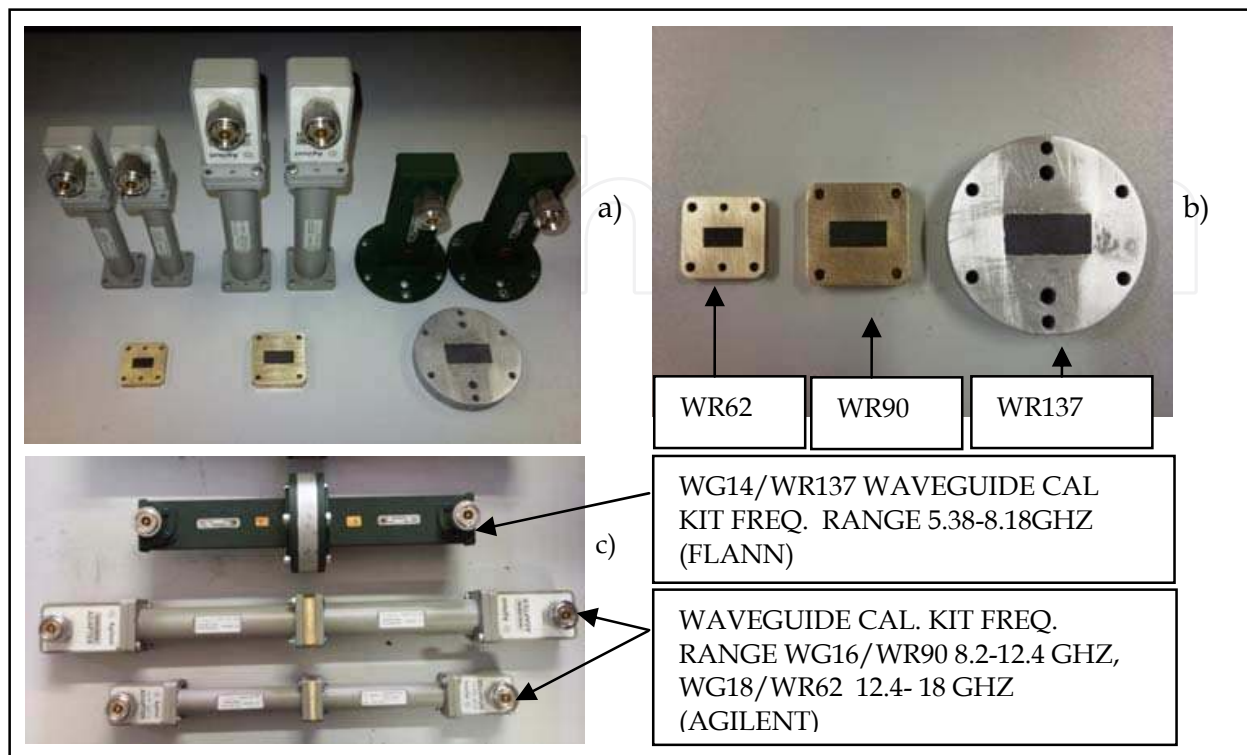 a)
b)
WR62
WR90
WR137
c)
WG14/WR137 WAVEGUIDE CAL
KIT FREQ. RANGE 5.38-8.18GHZ
(FLANN)
WAVEGUIDE CAL. KIT FREQ.
RANGE WG16/WR90 8.2-12.4 GHZ,
WG18/WR62 12.4- 18 GHZ
(AGILENT)